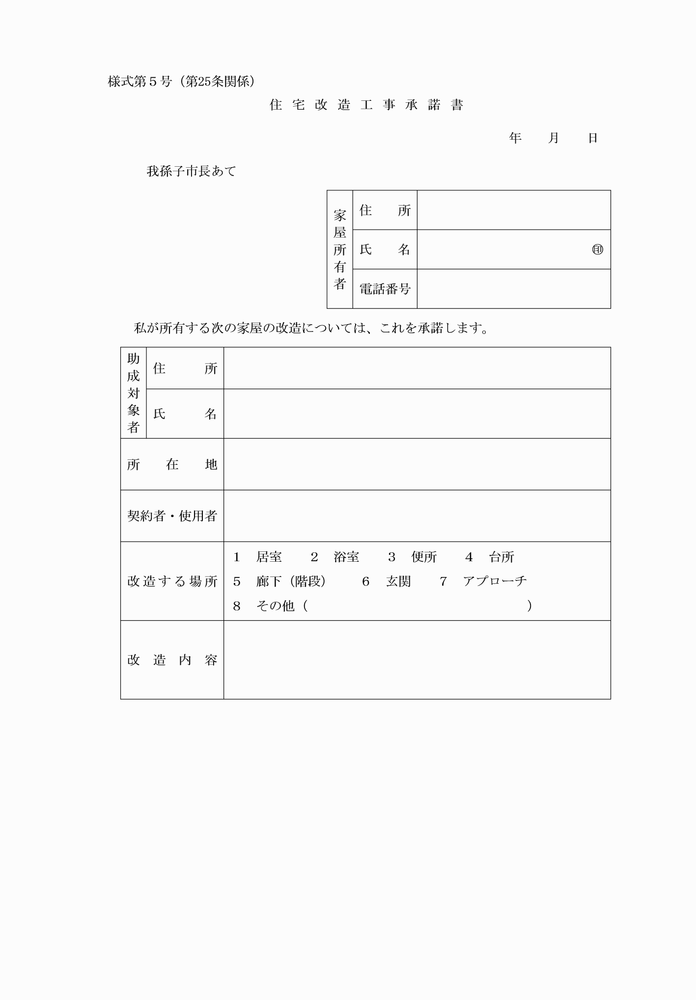 様式第５号（第25条関係）
住宅改造工事承諾書
年　　月　　日
我孫子市長あて
家屋所有者
住　　所
氏　　名　㊞
電話番号
私が所有する次の家屋の改造については、これを承諾します。
助成対象者
住　　　所
氏　　　名
所　　在　　地
契約者・使用者
改造する場所
１　居室　　２　浴室　　３　便所　　４　台所
５　廊下（階段）　　６　玄関　　７　アプローチ
８　その他（　　　　　　　　　　　　　　　　　）
改　造　内　容